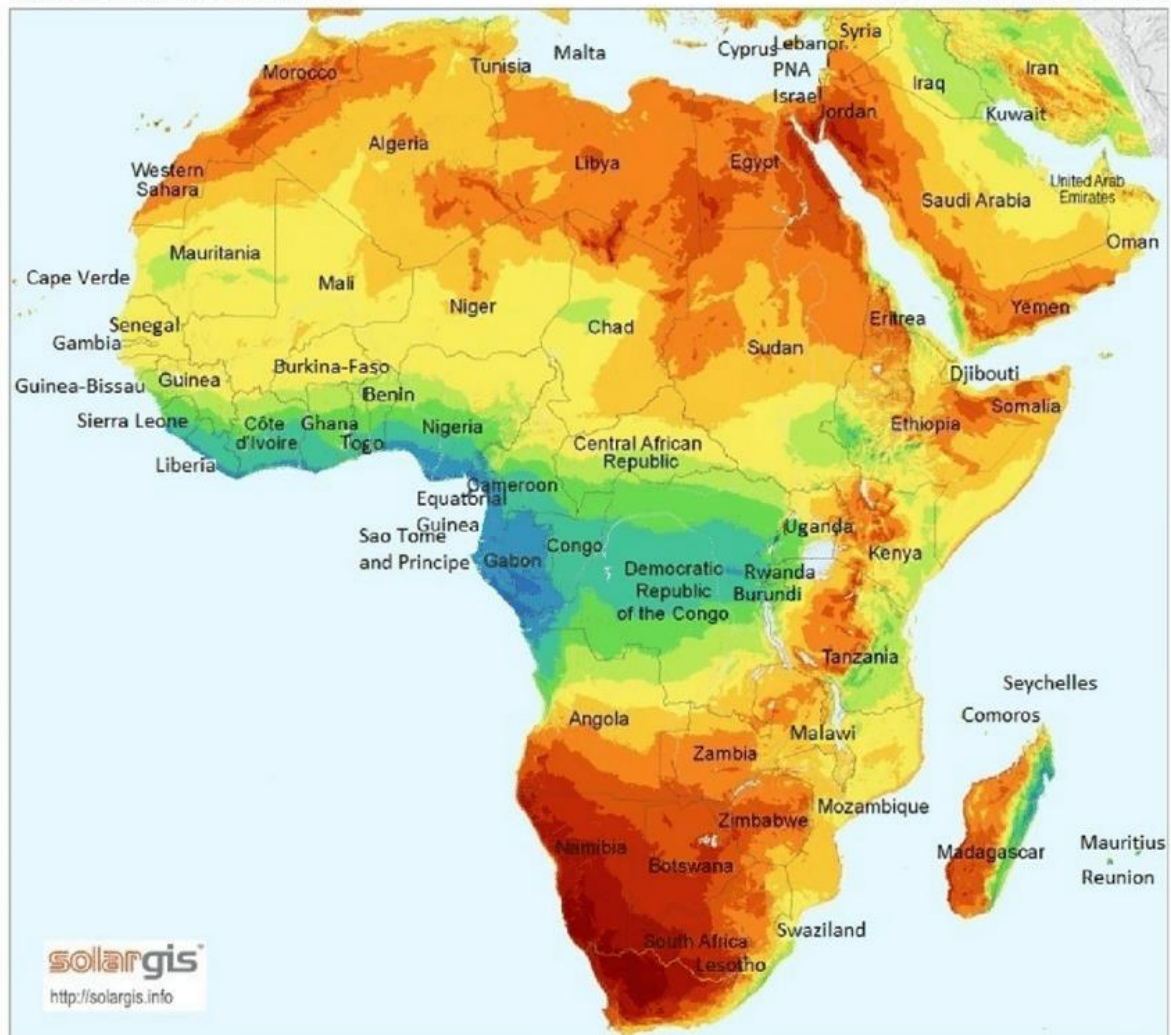 Syria
Malta
Cyprus
Lebanor
Tunisia
PNA
Iran
Morocco
Iraq
Israel
Jordan
Kuwait
Algeria
Libya
Egypt
Western
Sahara
United Arab
Emirates
Saudi Arabia
Mauritania
Oman
Cape Verde
Mali
Niger
Yemen
Senegal
Chad
Eritrea
Gambia
Sudan
Burkina-Faso
Djibouti
Guinea
Guinea-Bissau
Benin
Somalia
Sierra Leone
Côte
d'Ivoire
Ghana
Nigeria
Ethiopia
Togo
Central African
Republic
Liberia
Cameroon
Equatorial
Guinea
Uganda
Sao Tome
and Principe
Gabon
Congo
Kenya
Democratic
Republic
of the Congo
Rwanda
Burundi
Tanzania
Seychelles
Comoros
Angola
Malawi
Zambia
Mozambique
Zimbabwe
Namibia
Botswana
Madagascar
Mauritius
Reunion
Swaziland
South Africa
Lesotho
solargis
http://solargis.info